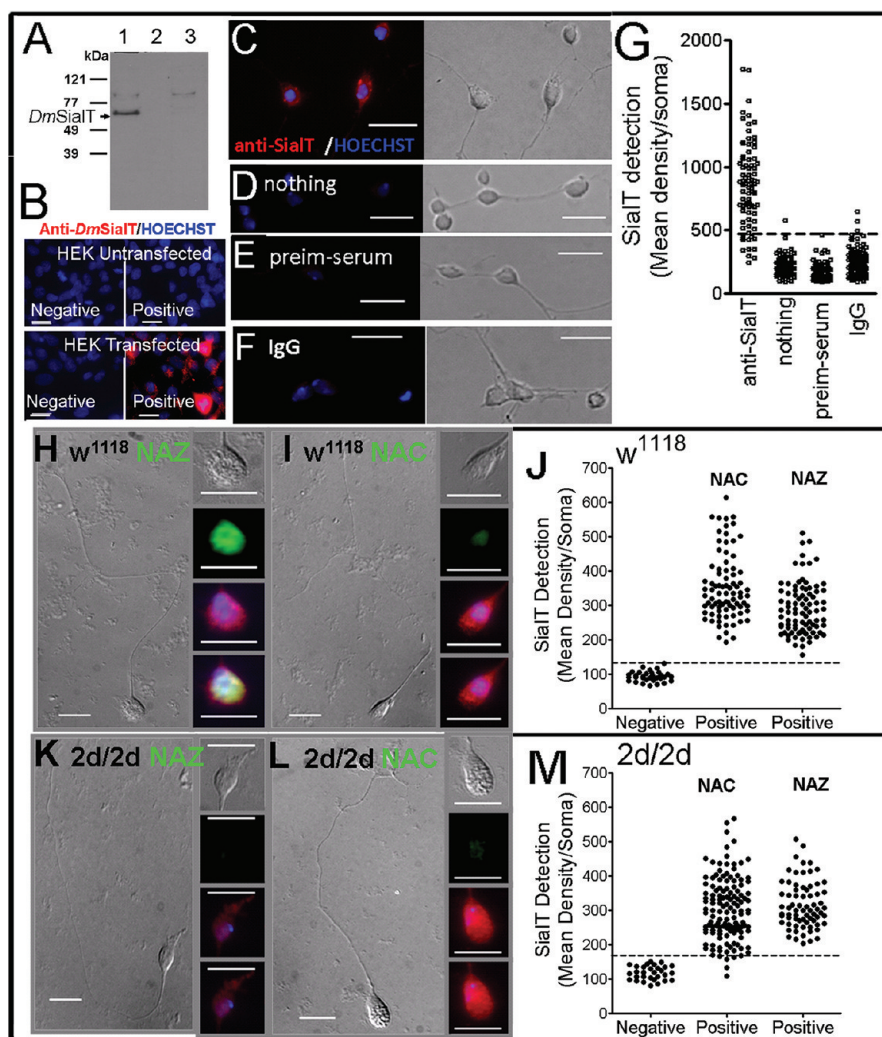 A
1 2 3
kDa
121
77
DmSialT
49
39
B
Anti-DmSialT/HOECHST
HEK Untransfected
Negative
Positive
HEK Transfected
Negative
Positive
C
anti-SialT /HOECHST
D nothing
E preim-serum
F IgG
G
SialT detection
(Mean density/soma)
2000
1500
1000
500
0
anti-SialT
nothing
preim-serum
IgG
H w1118 NAZ
I w1118 NAC
J w1118
SialT Detection
(Mean Density/Soma)
700
600
500
400
300
200
100
0
NAC
NAZ
Negative Positive Positive
K 2d/2d NAZ
L 2d/2d NAC
M 2d/2d
SialT Detection
(Mean Density/Soma)
700
600
500
400
300
200
100
0
NAC
NAZ
Negative Positive Positive